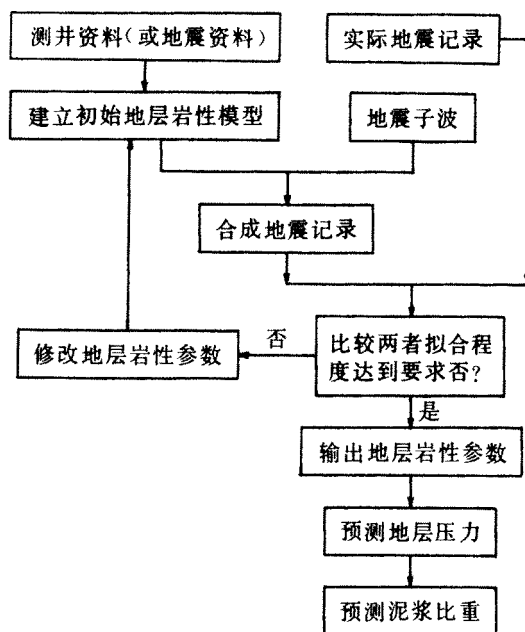 测井资料（或地震资料）
实际地震记录
建立初始地层岩性模型
地震子波
合成地震记录
否
修改地层岩性参数
比较两者拟合程
度达到要求否?
是
输出地层岩性参数
预测地层压力
预测泥浆比重